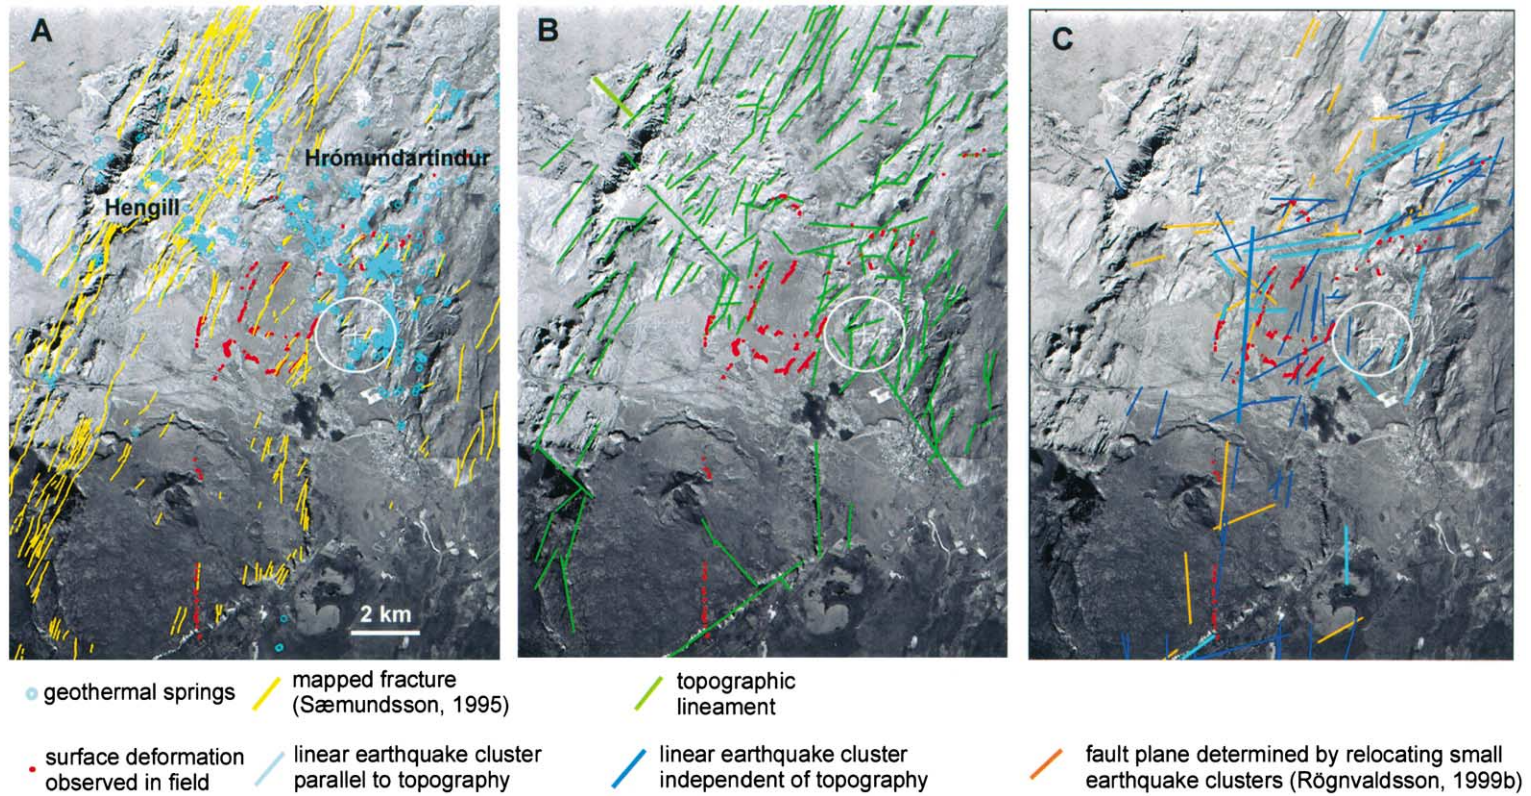 A
B
C
Hrómundartindur
Hengill
2 km
geothermal springs
mapped fracture
(Sæmundsson, 1995)
topographic
lineament
surface deformation
observed in field
linear earthquake cluster
parallel to topography
linear earthquake cluster
independent of topography
fault plane determined by relocating small
earthquake clusters (Rögnvaldsson, 1999b)